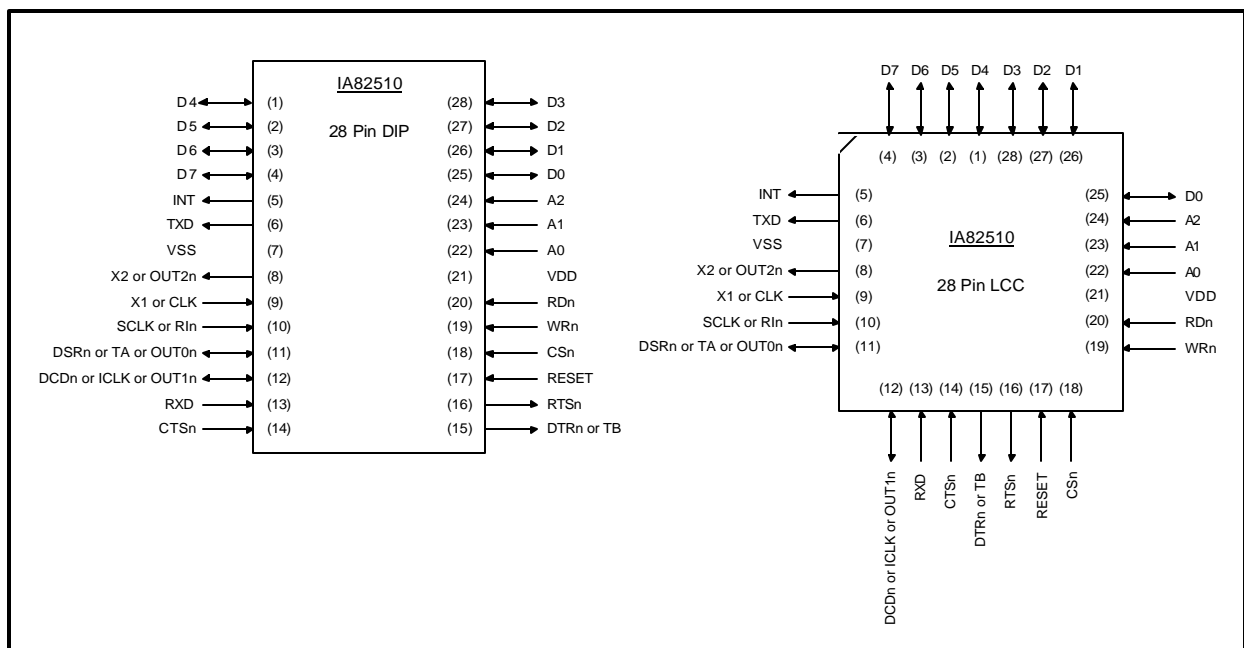 IA82510
28 Pin DIP
D4 (1) (28) D3
D5 (2) (27) D2
D6 (3) (26) D1
D7 (4) (25) D0
INT (5) (24) A2
TXD (6) (23) A1
VSS (7) (22) A0
X2 or OUT2n (8) (21) VDD
X1 or CLK (9) (20) RDn
SCLK or RIn (10) (19) WRn
DSRn or TA or OUT0n (11) (18) CSn
DCDn or ICLK or OUT1n (12) (17) RESET
RXD (13) (16) RTSn
CTSn (14) (15) DTRn or TB
D7 D6 D5 D4 D3 D2 D1
(4) (3) (2) (1) (28) (27) (26)
INT (5) (25) D0
TXD (6) (24) A2
VSS (7) (23) A1
IA82510
X2 or OUT2n (8) (22) A0
X1 or CLK (9) (21) VDD
28 Pin LCC
SCLK or RIn (10) (20) RDn
DSRn or TA or OUT0n (11) (19) WRn
(12) (13) (14) (15) (16) (17) (18)
DCDn or ICLK or OUT1n
RXD
CTSn
DTRn or TB
RTSn
RESET
CSn